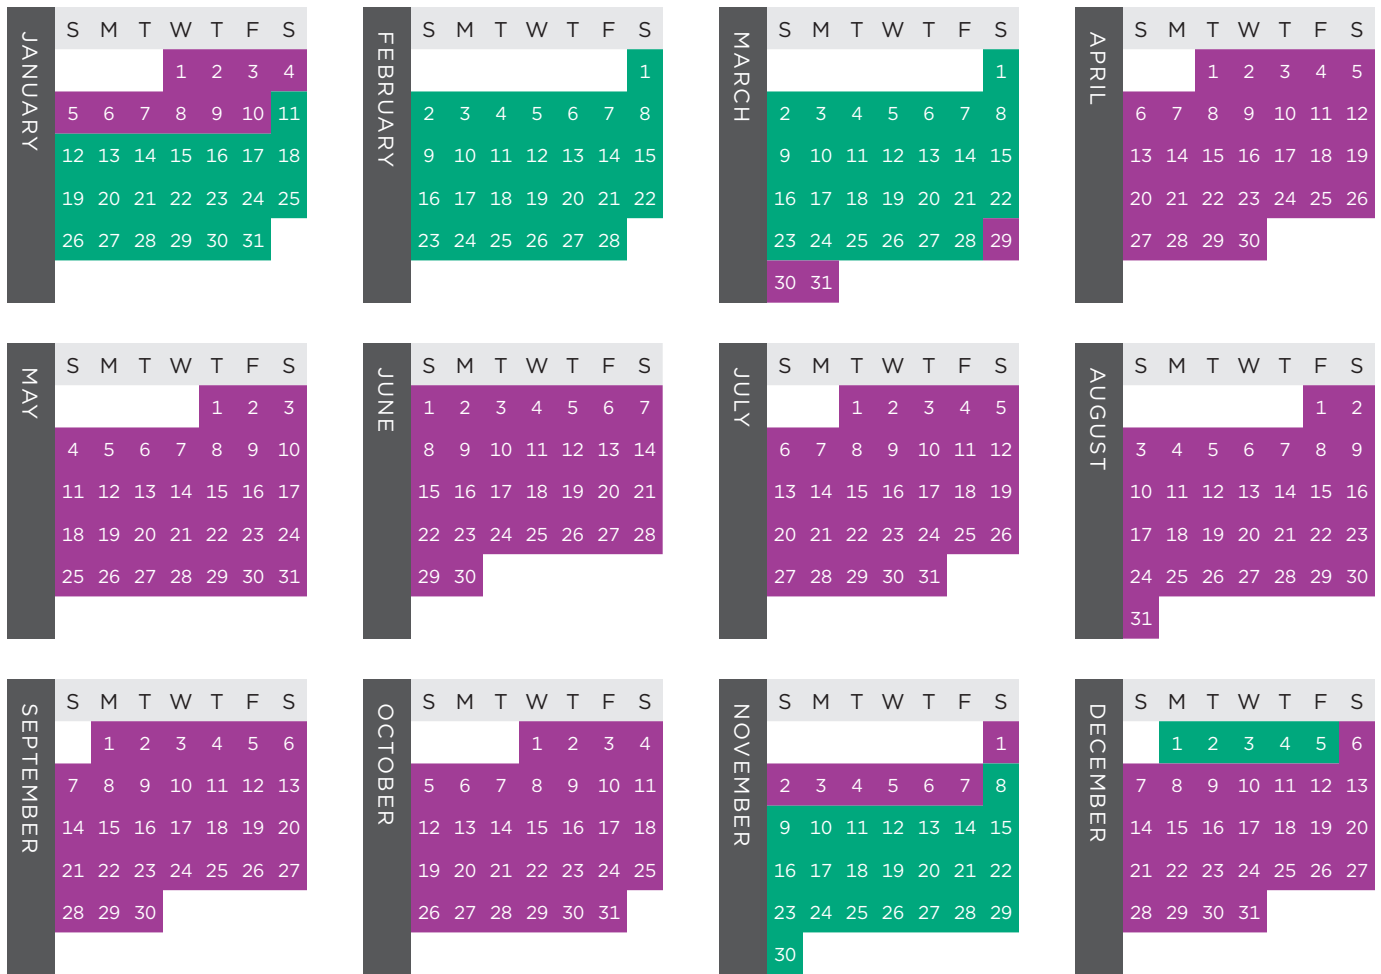 JANUARY
S M T W T F S
1 2 3 4
5 6 7 8 9 10 11
12 13 14 15 16 17 18
19 20 21 22 23 24 25
26 27 28 29 30 31
FEBRUARY
S M T W T F S
1
2 3 4 5 6 7 8
9 10 11 12 13 14 15
16 17 18 19 20 21 22
23 24 25 26 27 28
MARCH
S M T W T F S
1
2 3 4 5 6 7 8
9 10 11 12 13 14 15
16 17 18 19 20 21 22
23 24 25 26 27 28 29
30 31
APRIL
S M T W T F S
1 2 3 4 5
6 7 8 9 10 11 12
13 14 15 16 17 18 19
20 21 22 23 24 25 26
27 28 29 30
MAY
S M T W T F S
1 2 3
4 5 6 7 8 9 10
11 12 13 14 15 16 17
18 19 20 21 22 23 24
25 26 27 28 29 30 31
JUNE
S M T W T F S
1 2 3 4 5 6 7
8 9 10 11 12 13 14
15 16 17 18 19 20 21
22 23 24 25 26 27 28
29 30
JULY
S M T W T F S
1 2 3 4 5
6 7 8 9 10 11 12
13 14 15 16 17 18 19
20 21 22 23 24 25 26
27 28 29 30 31
AUGUST
S M T W T F S
1 2
3 4 5 6 7 8 9
10 11 12 13 14 15 16
17 18 19 20 21 22 23
24 25 26 27 28 29 30
31
SEPTEMBER
S M T W T F S
1 2 3 4 5 6
7 8 9 10 11 12 13
14 15 16 17 18 19 20
21 22 23 24 25 26 27
28 29 30
OCTOBER
S M T W T F S
1 2 3 4
5 6 7 8 9 10 11
12 13 14 15 16 17 18
19 20 21 22 23 24 25
26 27 28 29 30 31
NOVEMBER
S M T W T F S
1
2 3 4 5 6 7 8
9 10 11 12 13 14 15
16 17 18 19 20 21 22
23 24 25 26 27 28 29
30
DECEMBER
S M T W T F S
1 2 3 4 5 6
7 8 9 10 11 12 13
14 15 16 17 18 19 20
21 22 23 24 25 26 27
28 29 30 31